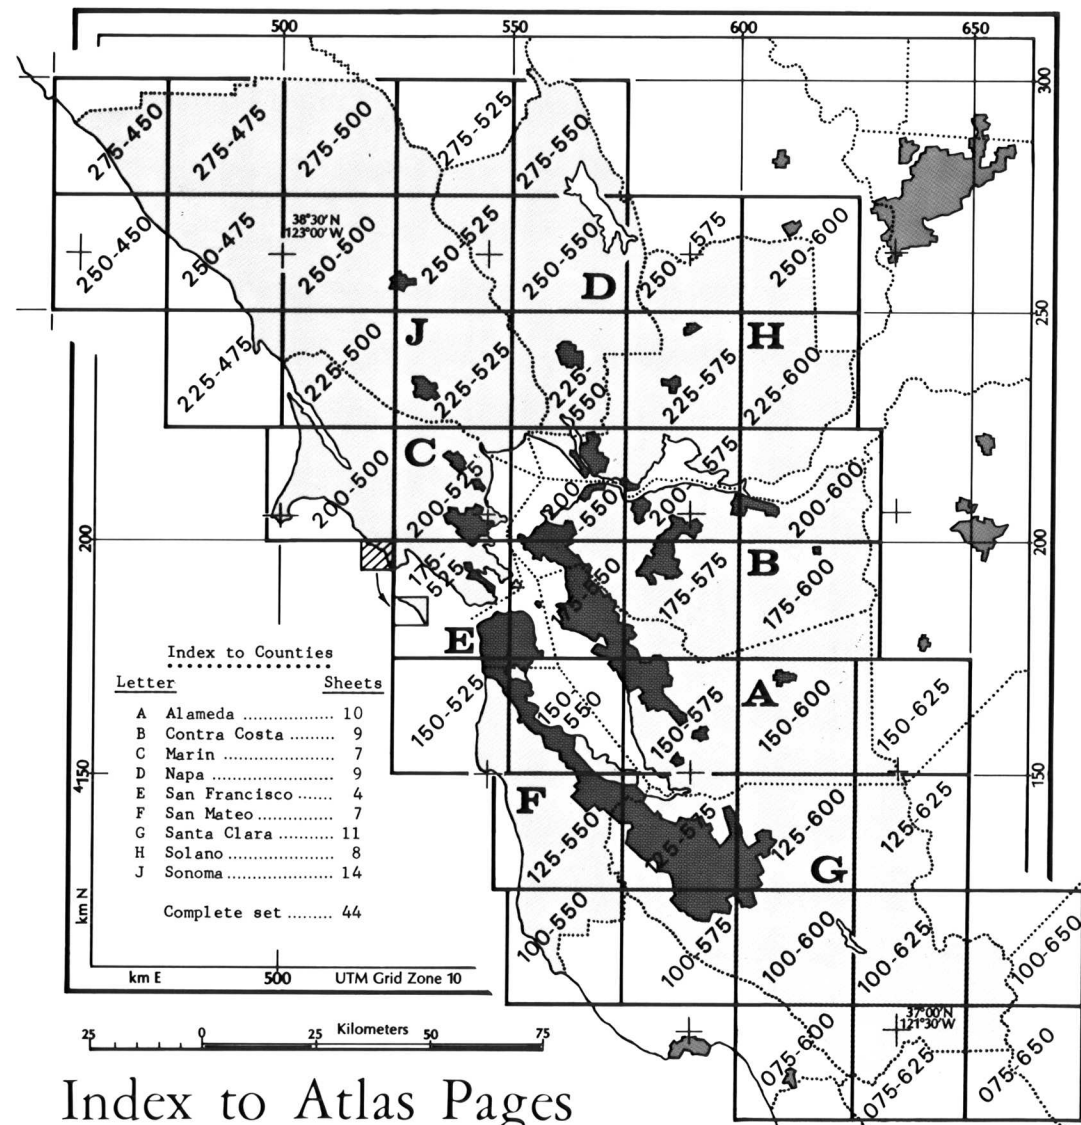 500 550 600 650
300
275-450 275-475 275-500 275-525 275-550
38°30'N
123°00'W
250-450 250-475 250-500 250-525 250-550 250-575 250-600
D
250
J H
225-475 225-500 225-525 225-550 225-575 225-600
C
200-500 200-525 200-550 200-575 200-600
200 200
B
175-525 175-550 175-575 175-600
E
Index to Counties
Letter Sheets
A Alameda ................. 10
B Contra Costa ........ 9
C Marin ..................... 7
D Napa ....................... 9
E San Francisco ...... 4
F San Mateo ............. 7
G Santa Clara .......... 11
H Solano .................... 8
J Sonoma .................... 14
Complete set ........ 44
A
150-525 150-550 150-575 150-600 150-625
4150 150
F
125-550 125-575 125-600 125-625
G
100-550 100-575 100-600 100-625 100-650
km N
km E 500 UTM Grid Zone 10
37°00'N
121°30'W
075-600 075-625 075-650
25 0 25 Kilometers 50 75
Index to Atlas Pages